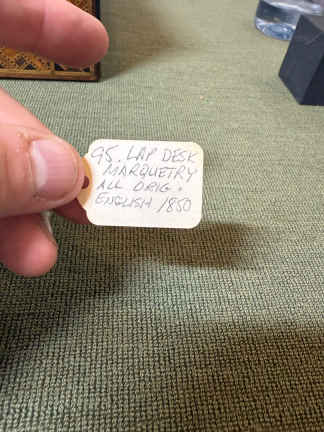 95. LAP DESK
MARQUETRY
ALL ORIG.
ENGLISH 1850